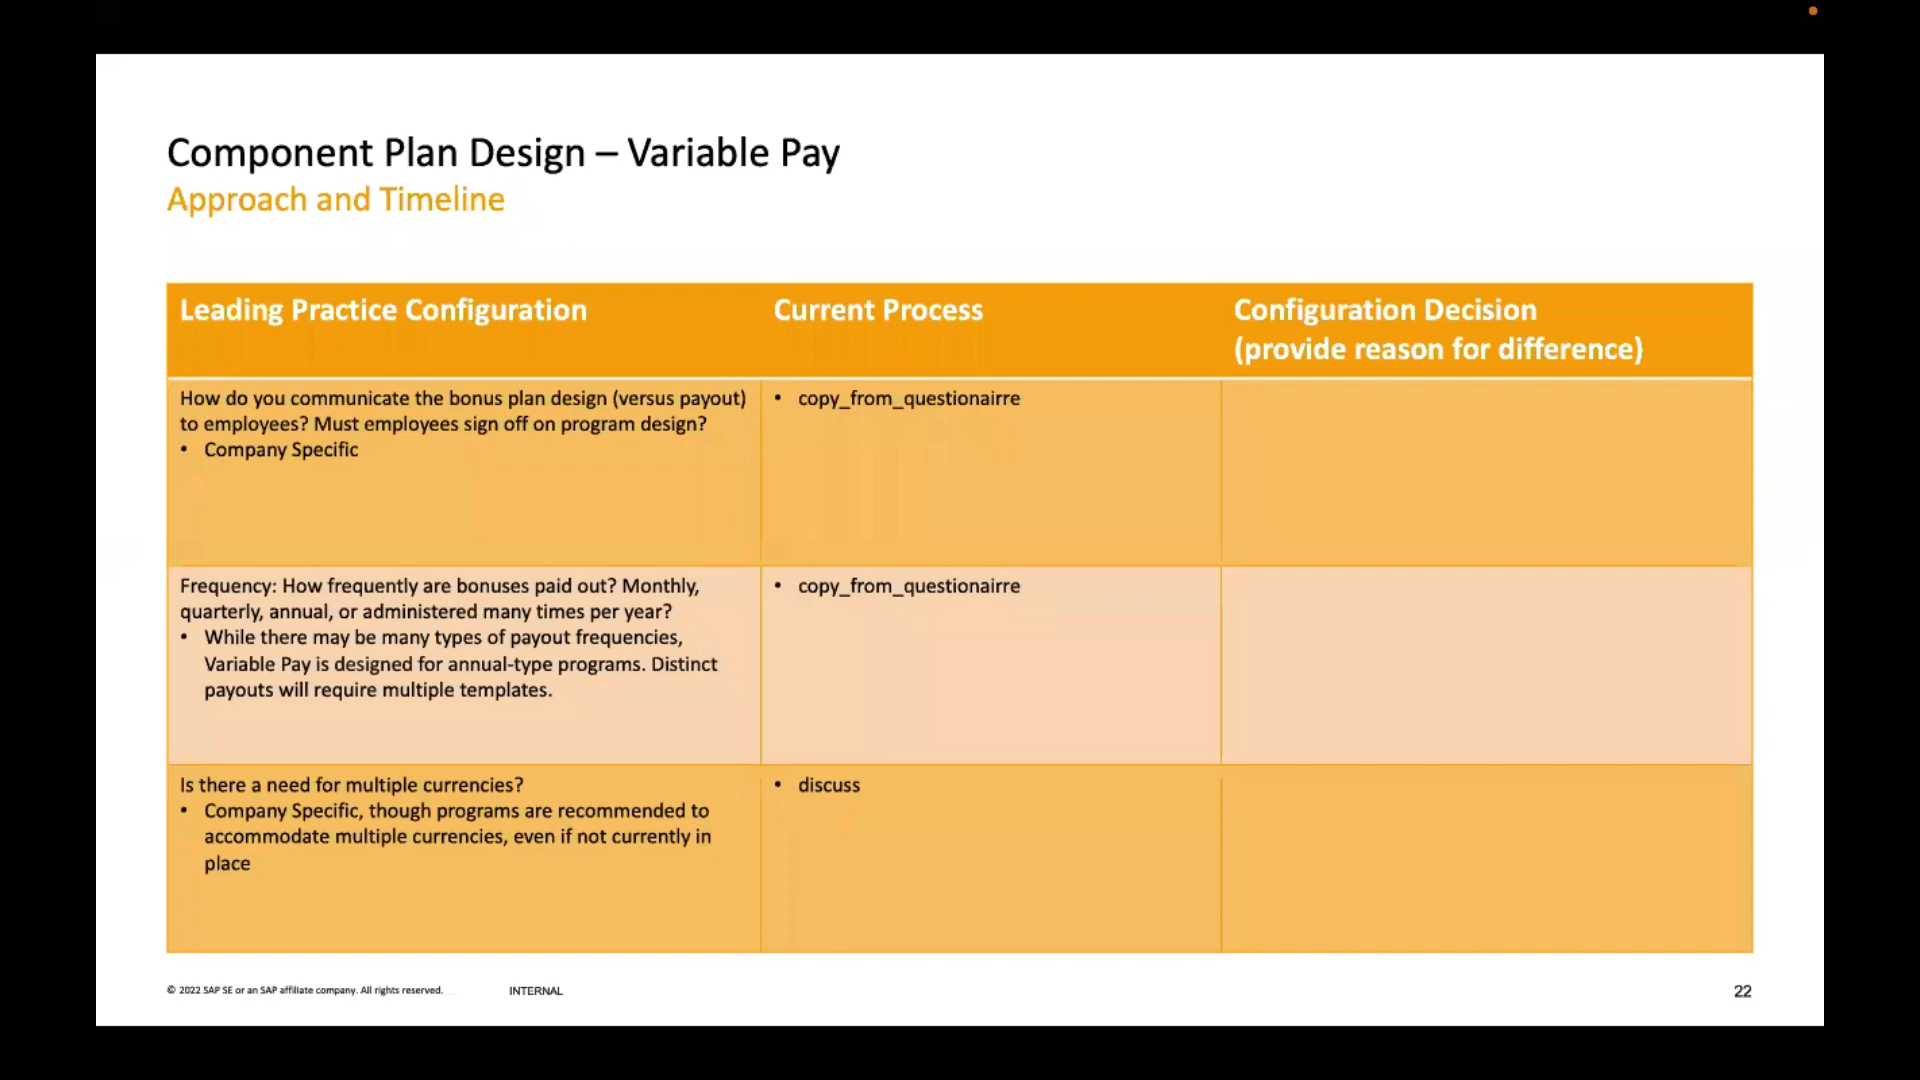 Component Plan Design – Variable Pay
Approach and Timeline
Leading Practice Configuration
Current Process
Configuration Decision
(provide reason for difference)
How do you communicate the bonus plan design (versus payout)
to employees? Must employees sign off on program design?
• Company Specific
• copy_from_questionairre
Frequency: How frequently are bonuses paid out? Monthly,
quarterly, annual, or administered many times per year?
• While there may be many types of payout frequencies,
Variable Pay is designed for annual-type programs. Distinct
payouts will require multiple templates.
• copy_from_questionairre
Is there a need for multiple currencies?
• Company Specific, though programs are recommended to
accommodate multiple currencies, even if not currently in
place
• discuss
© 2022 SAP SE or an SAP affiliate company. All rights reserved.
INTERNAL
22